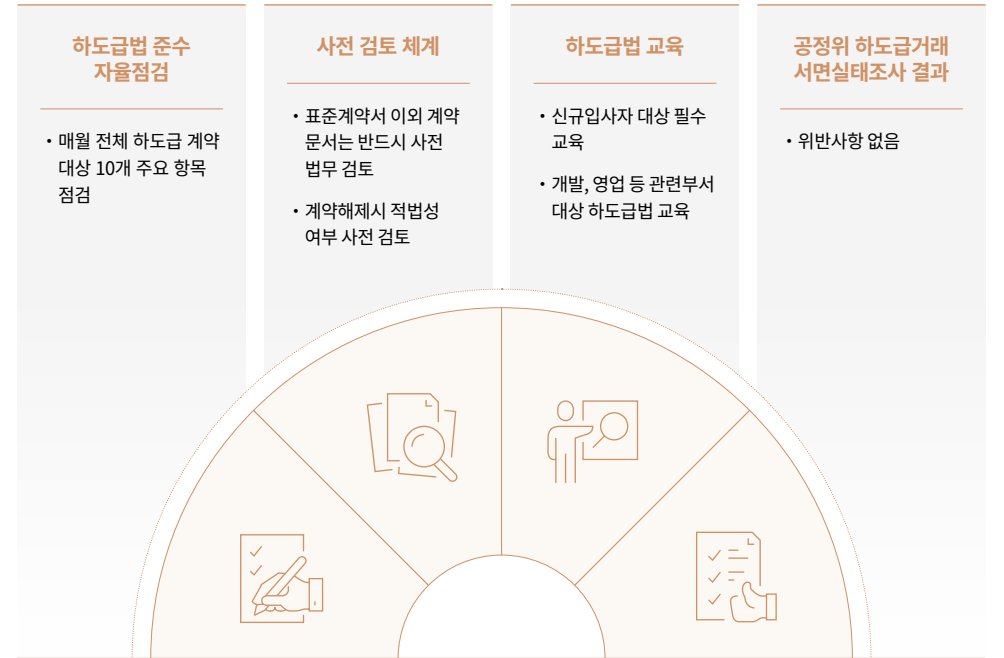 하도급법 준수
자율점검
• 매월 전체 하도급 계약
대상 10개 주요 항목
점검
사전 검토 체계
• 표준계약서 이외 계약
문서는 반드시 사전
법무 검토
• 계약해제시 적법성
여부 사전 검토
하도급법 교육
• 신규입사자 대상 필수
교육
• 개발, 영업 등 관련부서
대상 하도급법 교육
공정위 하도급거래
서면실태조사 결과
• 위반사항 없음